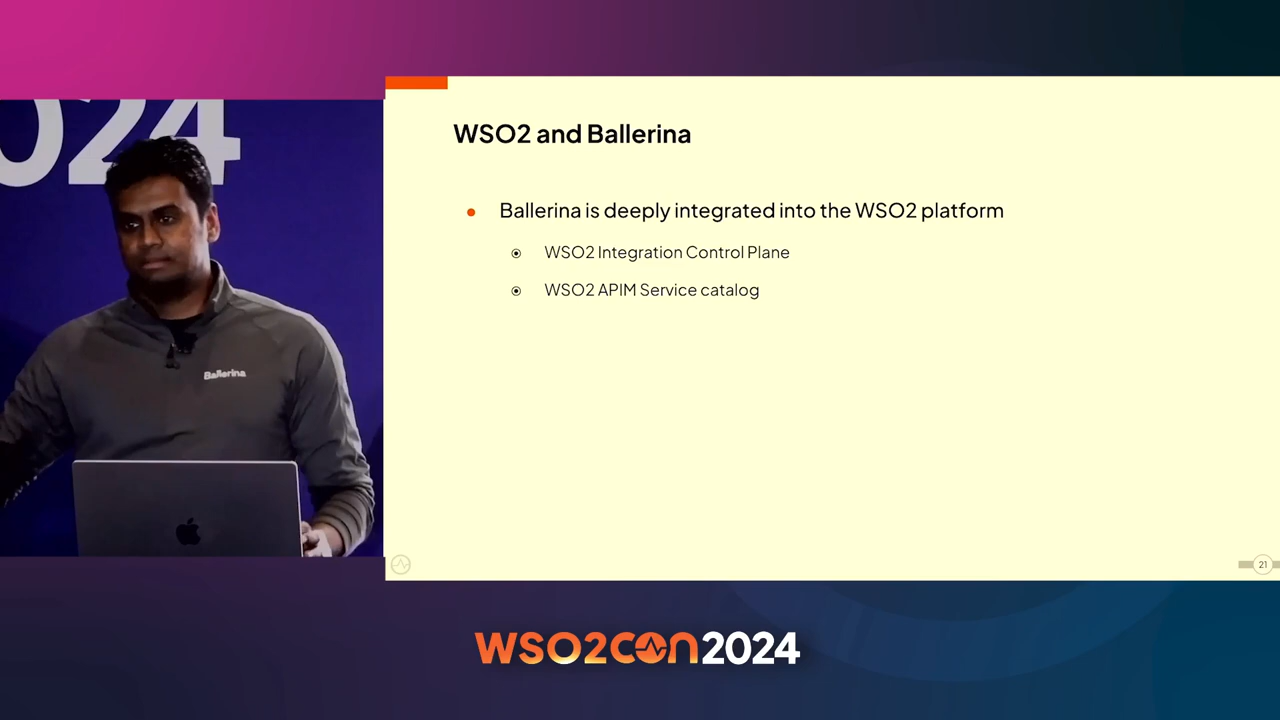 024
WSO2 and Ballerina
Ballerina is deeply integrated into the WSO2 platform
WSO2 Integration Control Plane
WSO2 APIM Service catalog
Ballerina
21
WSO2CON2024